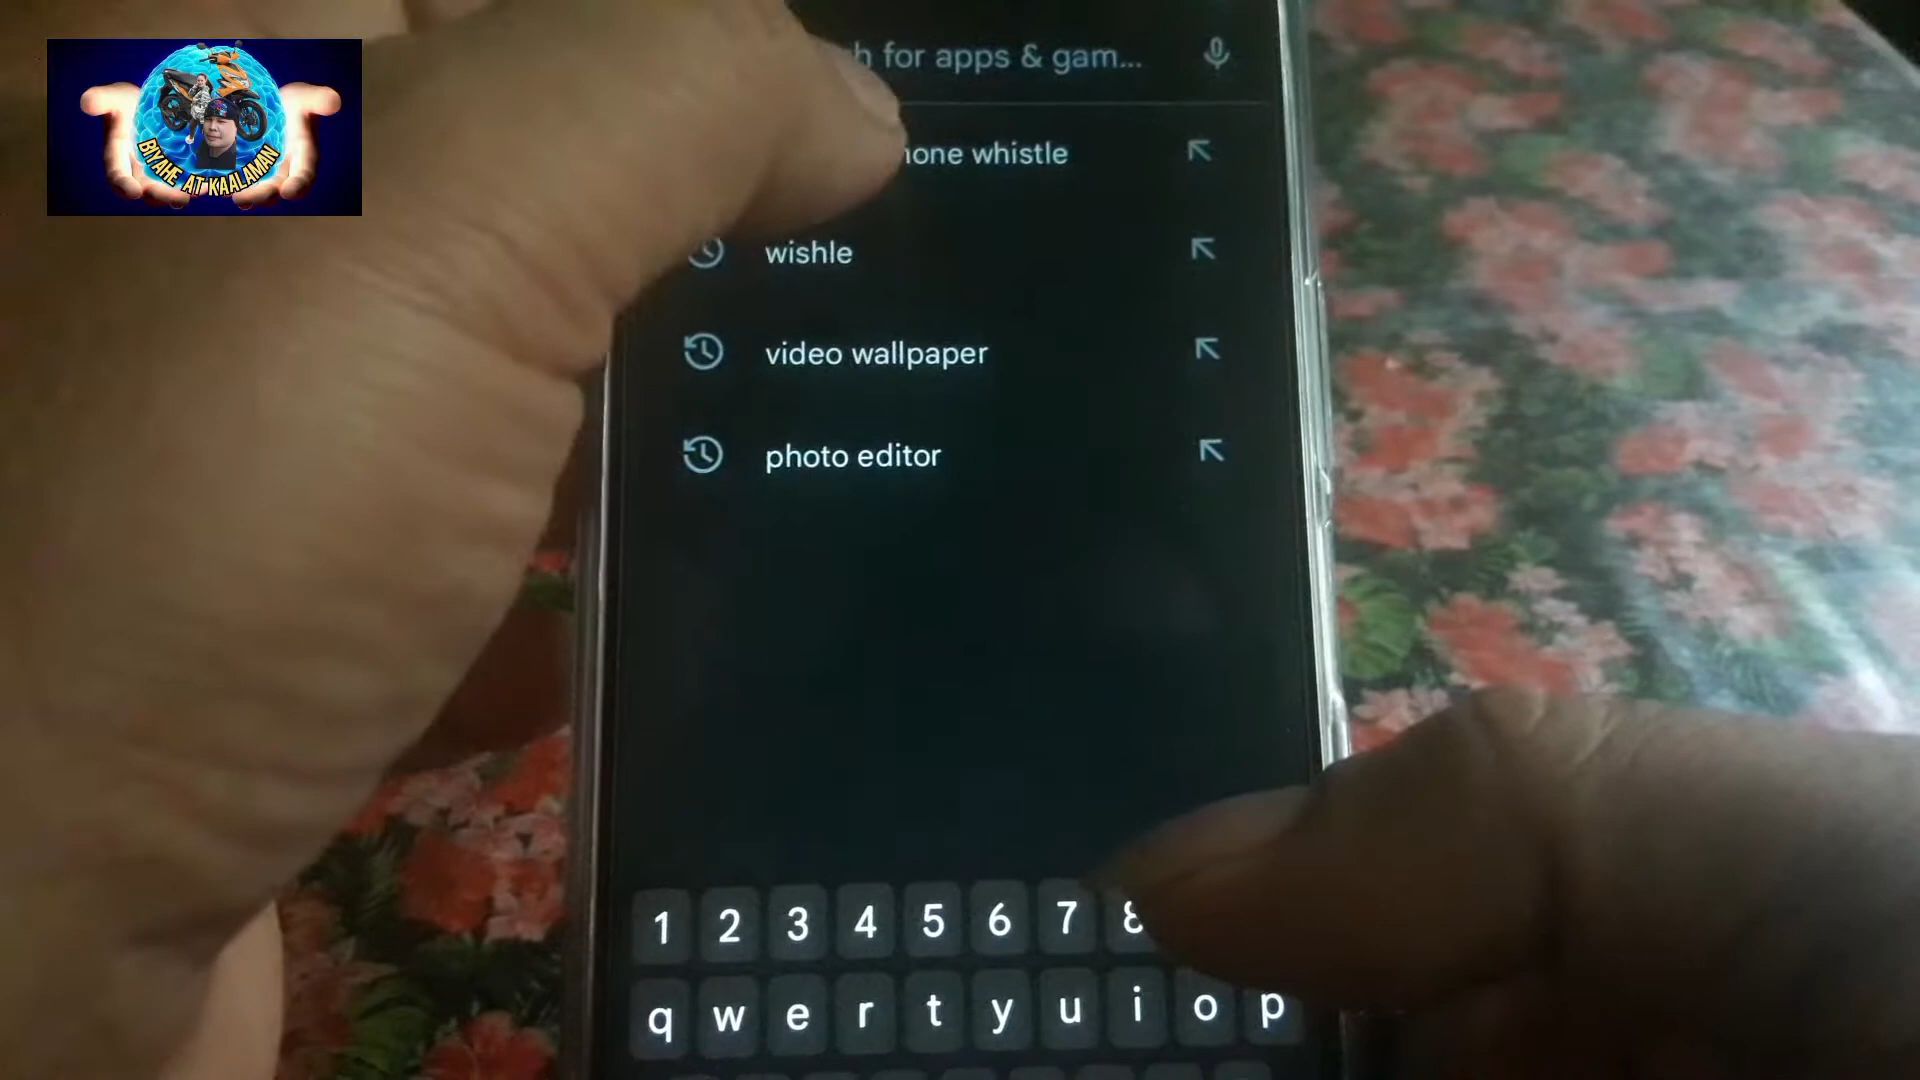 for apps & gam...
whistle
wishle
video wallpaper
photo editor
1 2 3 4 5 6 7
q w e r t y u i o p
BIYAHE AT KAALAMAN